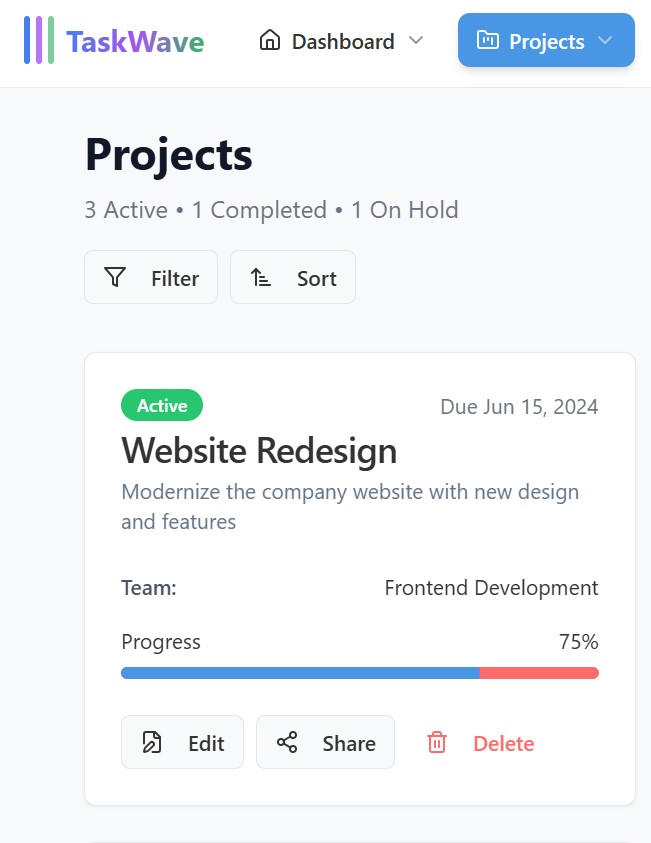 TaskWave Dashboard Projects
Projects
3 Active • 1 Completed • 1 On Hold
Filter Sort
Active Due Jun 15, 2024
Website Redesign
Modernize the company website with new design
and features
Team: Frontend Development
Progress 75%
Edit Share Delete